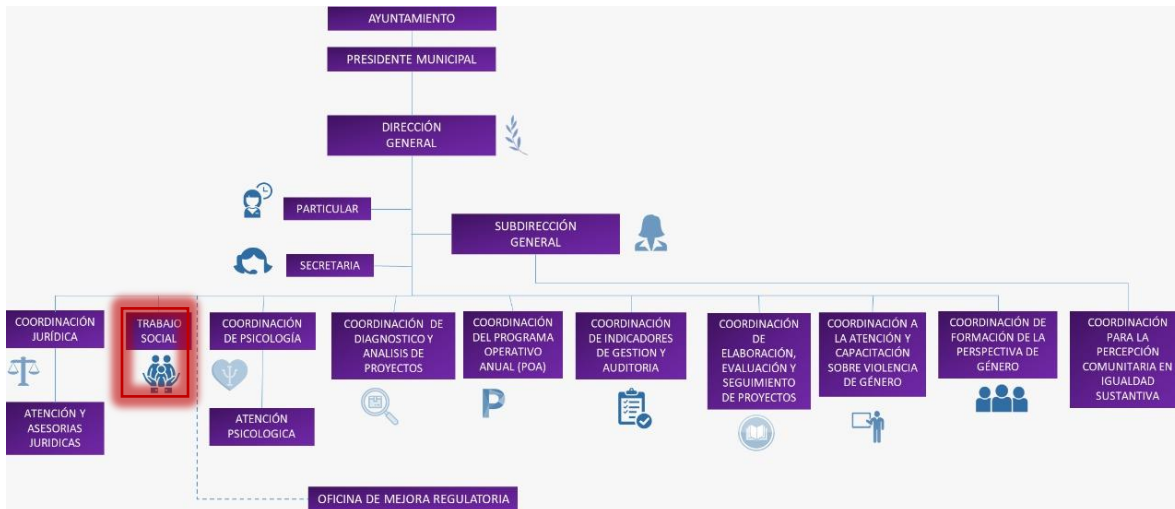 AYUNTAMIENTO
PRESIDENTE MUNICIPAL
DIRECCIÓN
GENERAL
PARTICULAR
SUBDIRECCIÓN
GENERAL
SECRETARIA
COORDINACIÓN
JURÍDICA
TRABAJO
SOCIAL
COORDINACIÓN
DE PSICOLOGÍA
COORDINACIÓN DE
DIAGNOSTICO Y
ANALISIS DE
PROYECTOS
COORDINACIÓN
DEL PROGRAMA
OPERATIVO
ANUAL (POA)
COORDINACIÓN
DE INDICADORES
DE GESTION Y
AUDITORIA
COORDINACIÓN
DE
ELABORACIÓN,
EVALUACIÓN Y
SEGUIMIENTO
DE PROYECTOS
COORDINACIÓN A
LA ATENCIÓN Y
CAPACITACIÓN
SOBRE VIOLENCIA
DE GÉNERO
COORDINACIÓN DE
FORMACIÓN DE LA
PERSPECTIVA DE
GÉNERO
COORDINACIÓN
PARA LA
PERCEPCIÓN
COMUNITARIA EN
IGUALDAD
SUSTANTIVA
ATENCIÓN Y
ASESORIAS
JURIDICAS
ATENCIÓN
PSICOLOGICA
P
OFICINA DE MEJORA REGULATORIA